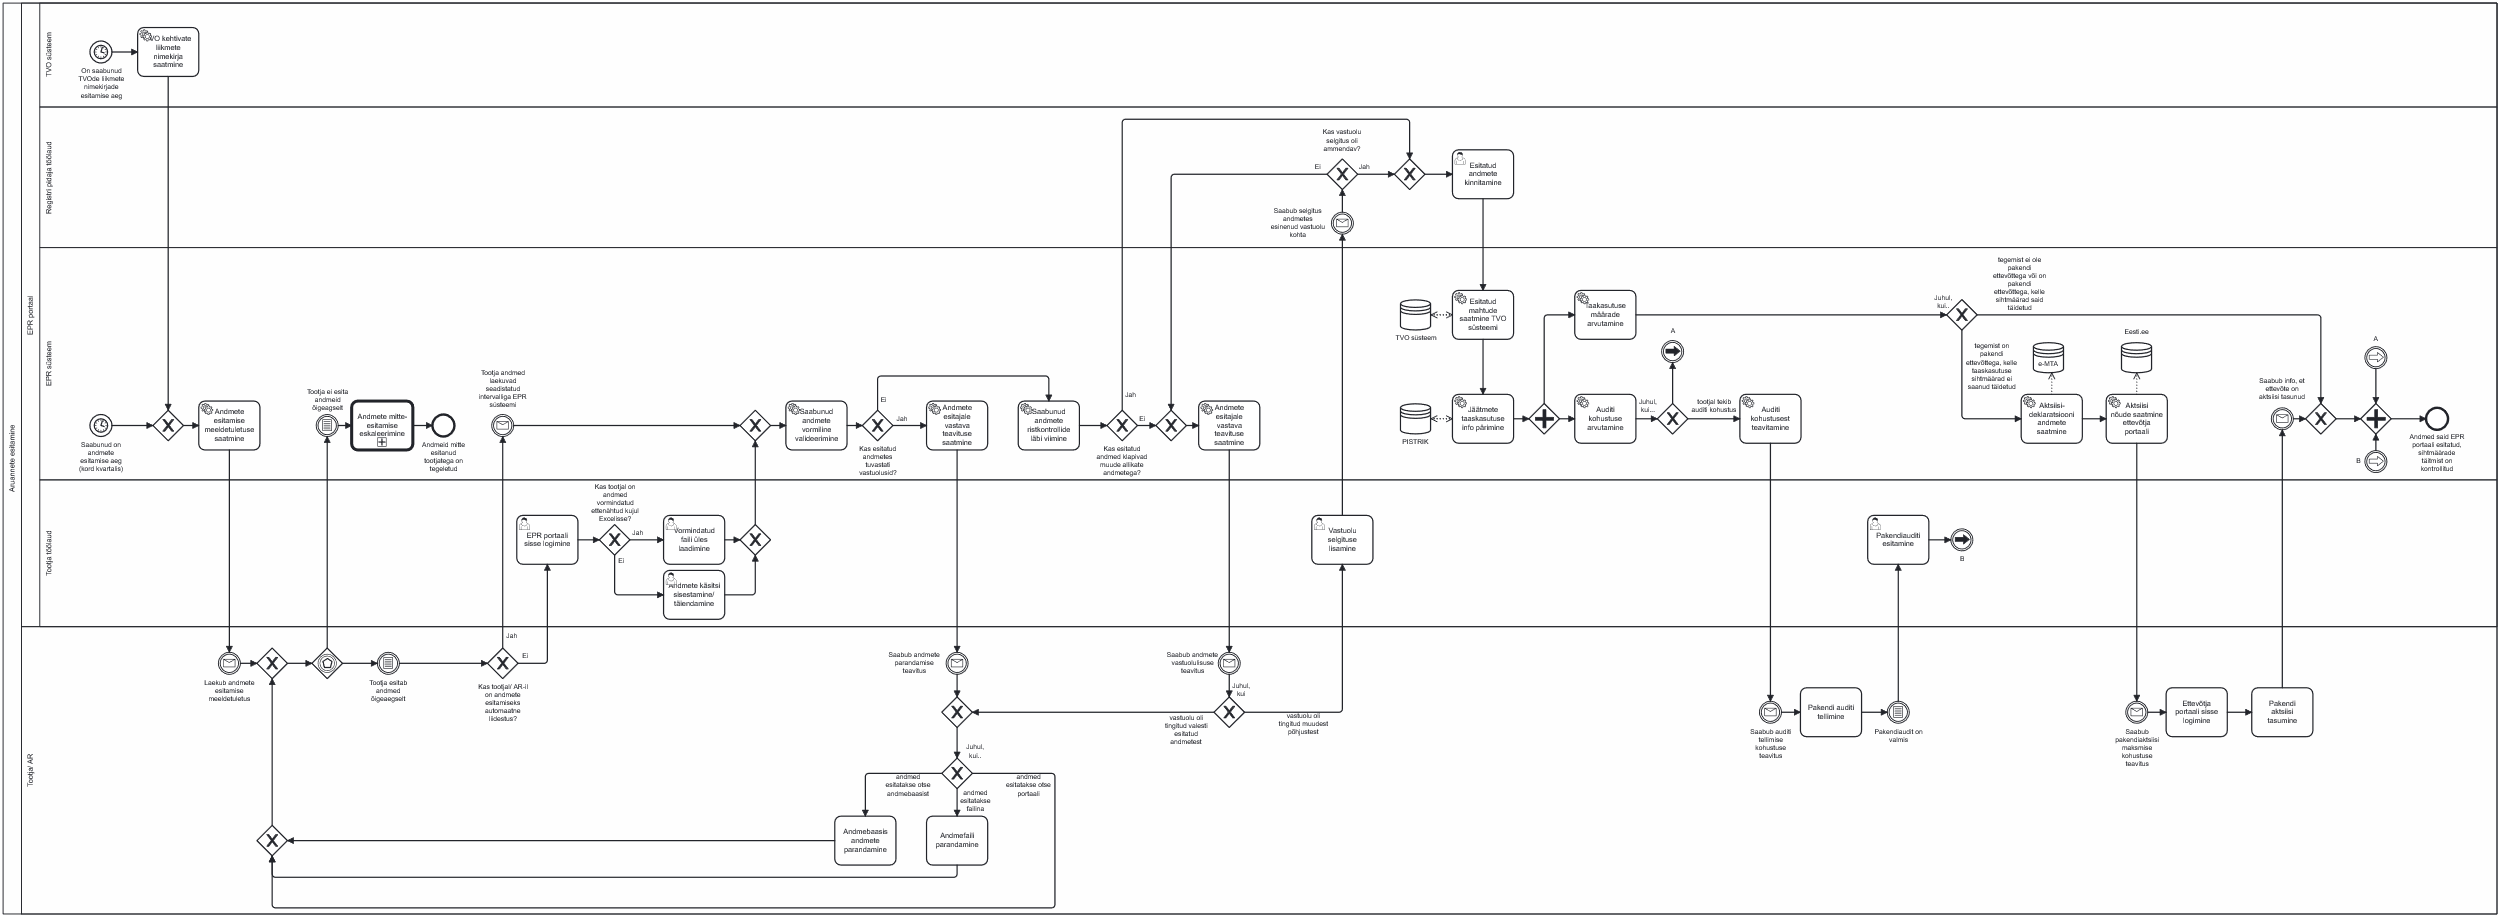 Aruannete esitamine
EPR portaal
TVO süsteem
On saabunud
TVOde liikmete
nimekirjade
esitamise aeg
TVO kehtivate
liikmete
nimekirja
saatmine
Registri pidaja töölaud
Kas vastuolu
selgitus oli
ammendav?
Ei
Jah
Esitatud
andmete
kinnitamine
Saabub selgitus
andmetes
esinenud vastuolu
kohta
EPR süsteem
Saabunud on
andmete
esitamise aeg
(kord kvartalis)
Andmete
esitamise
meeldetuletuse
saatmine
Tootja ei esita
andmeid
õigeagselt
Andmete mitte-
esitamise
eskaleerimine
Andmeid mitte
esitanud
tootjatega on
tegeletud
Tootja andmed
laekuvad
seadistatud
intervalliga EPR
süsteemi
Saabunud
andmete
vormiline
valideerimine
Ei
Jah
Kas esitatud
andmetes
tuvastati
vastuolusid?
Andmete
esitajale
vastava
teavituse
saatmine
Saabunud
andmete
ristkontrollide
läbi viimine
Jah
Ei
Kas esitatud
andmed klapivad
muude allikate
andmetega?
Andmete
esitajale
vastava
teavituse
saatmine
TVO süsteem
Esitatud
mahtude
saatmine TVO
süsteemi
PISTRIK
Jäätmete
taaskasutuse
info pärimine
Taakasutuse
määrade
arvutamine
Auditi
kohustuse
arvutamine
Juhul,
kui...
A
tootjal tekib
auditi kohustus
Auditi
kohustusest
teavitamine
Juhul,
kui..
tegemist ei ole
pakendi
ettevõttega või on
pakendi
ettevõttega, kelle
sihtmäärad said
täidetud
tegemist on
pakendi
ettevõttega, kelle
taaskasutuse
sihtmäärad ei
saanud täidetud
e-MTA
Aktsiisi-
deklaratsiooni
andmete
saatmine
Eesti.ee
Aktsiisi
nõude saatmine
ettevõtja
portaali
Saabub info, et
ettevõte on
aktsiisi tasunud
A
B
Andmed said EPR
portaali esitatud,
sihtmäärade
täitmist on
kontrollitud
Tootja töölaud
EPR portaali
sisse logimine
Kas tootjal on
andmed
vormindatud
ettenähtud kujul
Excelisse?
Jah
Ei
Vormindatud
faili üles
laadimine
Andmete käsitsi
sisestamine/
täiendamine
Vastuolu
selgituse
lisamine
Pakendiauditi
esitamine
B
Tootja/ AR
Laekub andmete
esitamise
meeldetuletus
Tootja esitab
andmed
õigeaegselt
Jah
Ei
Kas tootjal/ AR-il
on andmete
esitamiseks
automaatne
liidestus?
Saabub andmete
parandamise
teavitus
Saabub andmete
vastuolulisuse
teavitus
Juhul,
kui
vastuolu oli
tingitud valesti
esitatud
andmetest
vastuolu oli
tingitud muudest
põhjustest
Juhul,
kui..
andmed
esitatakse otse
andmebaasist
andmed
esitatakse
failina
andmed
esitatakse otse
portaali
Andmebaasis
andmete
parandamine
Andmefaili
parandamine
Saabub auditi
tellimise
kohustuse
teavitus
Pakendi auditi
tellimine
Pakendiaudit on
valmis
Saabub
pakendiaktsiisi
maksmise
kohustuse
teavitus
Ettevõtja
portaali sisse
logimine
Pakendi
aktsiisi
tasumine